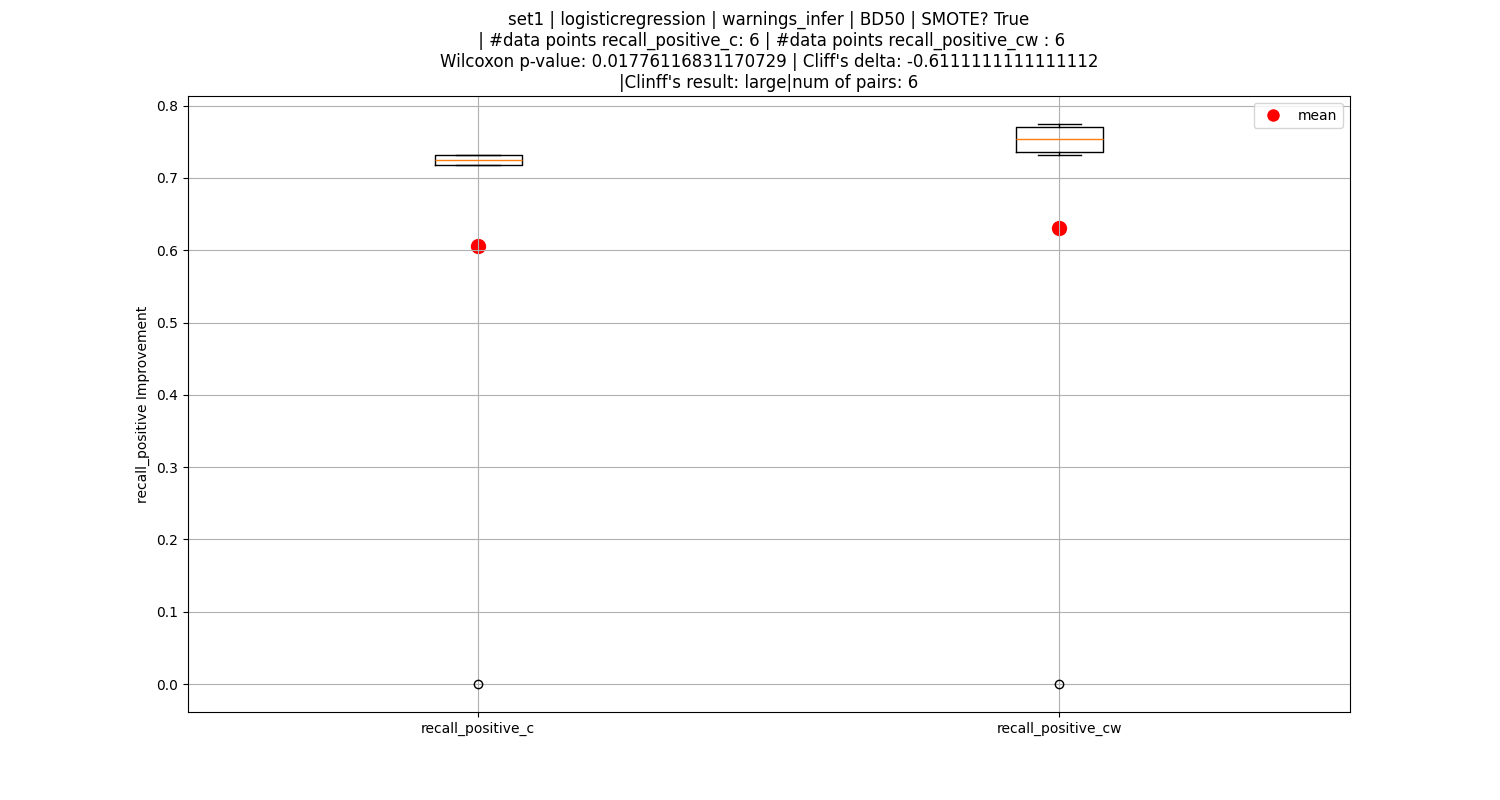 set1 | logisticregression | warnings_infer | BD50 | SMOTE? True
| #data points recall_positive_c: 6 | #data points recall_positive_cw : 6
Wilcoxon p-value: 0.01776116831170729 | Cliff's delta: -0.6111111111111112
|Clinff's result: large|num of pairs: 6
mean
0.8
0.7
0.6
0.5
0.4
0.3
0.2
0.1
0.0
recall_positive Improvement
recall_positive_c
recall_positive_cw